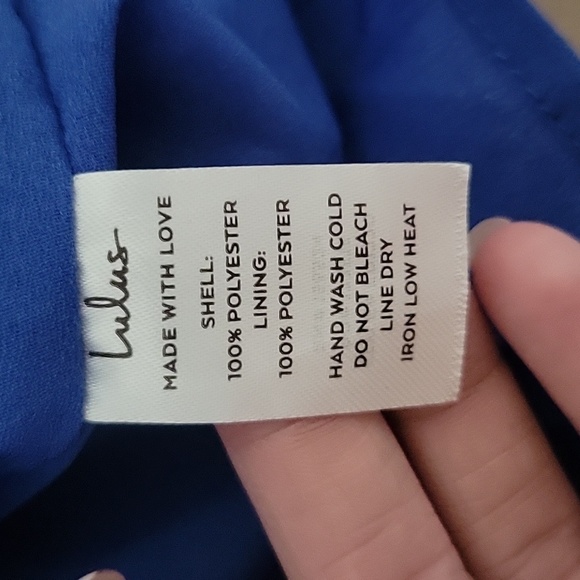 Lulus
MADE WITH LOVE
SHELL:
100% POLYESTER
LINING:
100% POLYESTER
HAND WASH COLD
DO NOT BLEACH
LINE DRY
IRON LOW HEAT